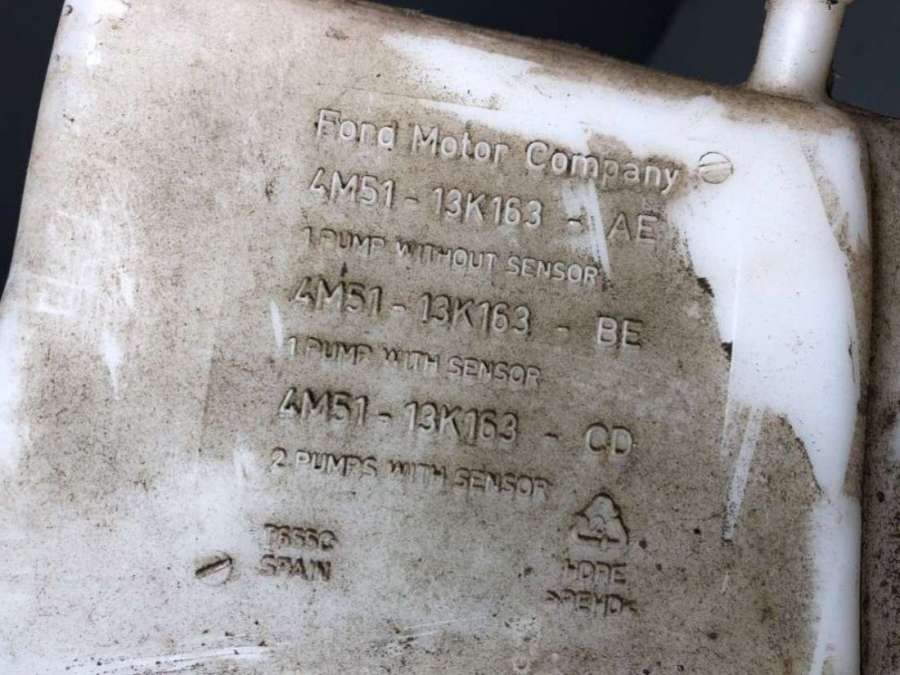 Ford Motor Company
4M51 - 13K163 - AE
1 PUMP WITHOUT SENSOR
4M51 - 13K163 - BE
1 PUMP WITH SENSOR
4M51 - 13K163 - CD
2 PUMPS WITH SENSOR
SPAIN
HDPE
>PEHD<